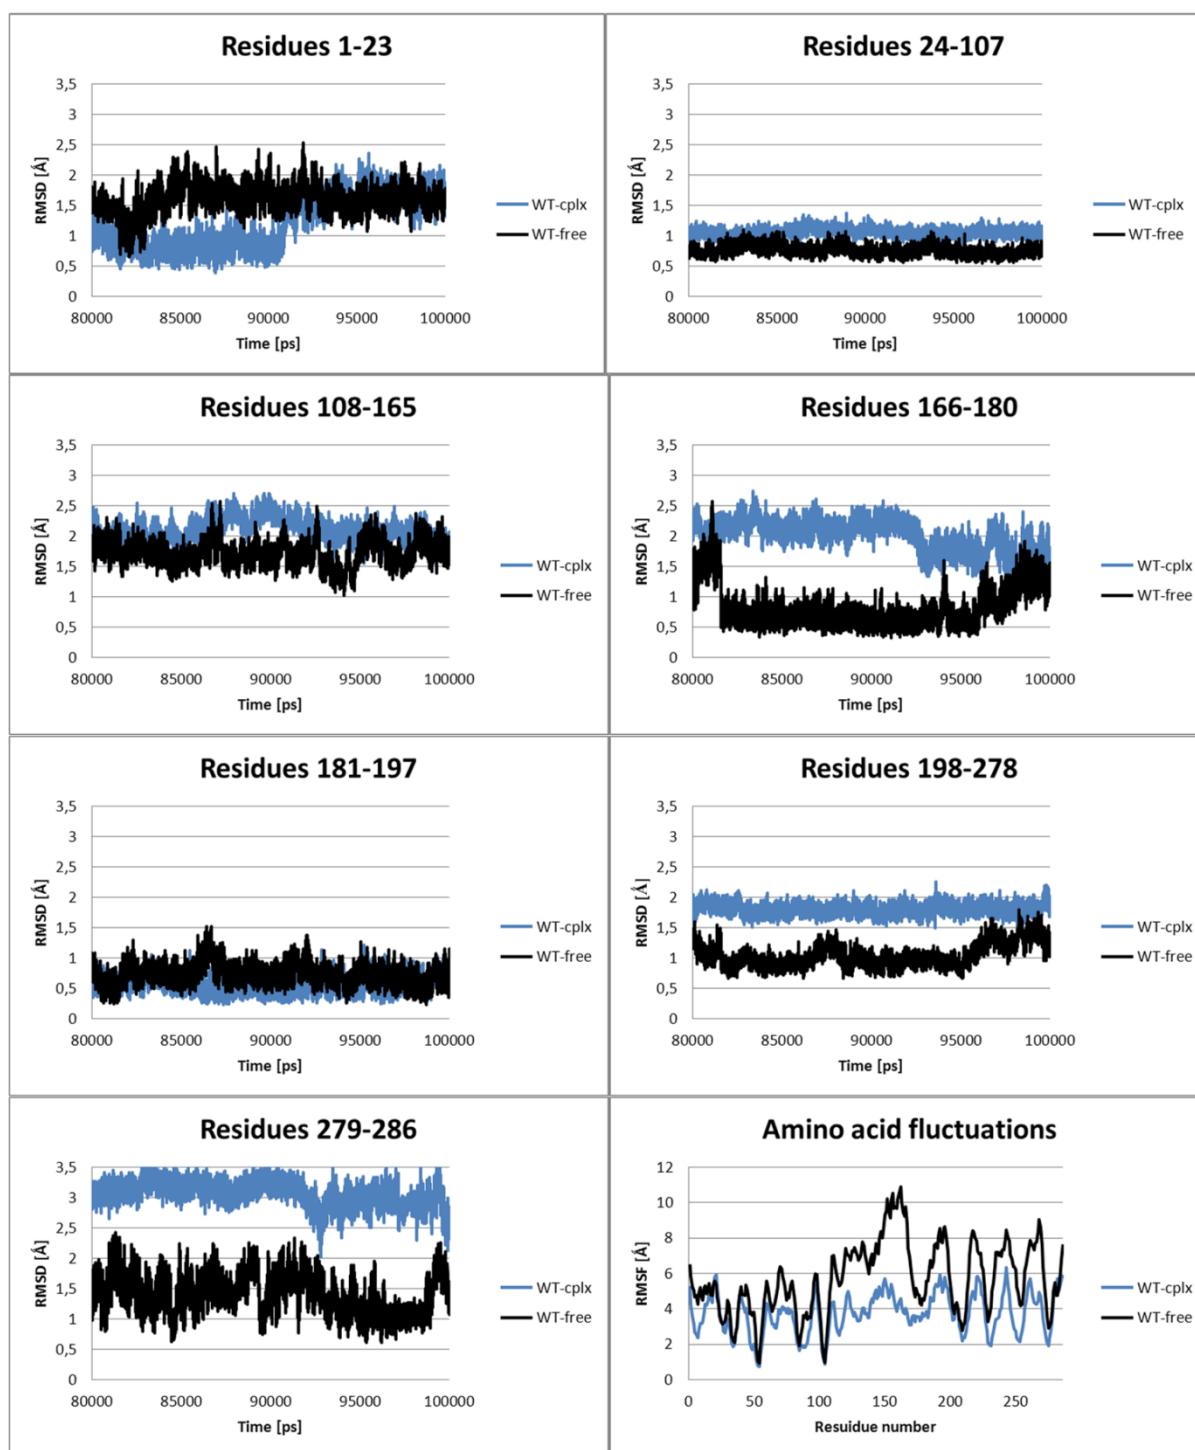 Residues 1-23
3,5
3
2,5
2
1,5
1
0,5
0
RMSD [Å]
80000 85000 90000 95000 100000
Time [ps]
WT-cplx
WT-free
Residues 24-107
3,5
3
2,5
2
1,5
1
0,5
0
RMSD [Å]
80000 85000 90000 95000 100000
Time [ps]
WT-cplx
WT-free
Residues 108-165
3,5
3
2,5
2
1,5
1
0,5
0
RMSD [Å]
80000 85000 90000 95000 100000
Time [ps]
WT-cplx
WT-free
Residues 166-180
3,5
3
2,5
2
1,5
1
0,5
0
RMSD [Å]
80000 85000 90000 95000 100000
Time [ps]
WT-cplx
WT-free
Residues 181-197
3,5
3
2,5
2
1,5
1
0,5
0
RMSD [Å]
80000 85000 90000 95000 100000
Time [ps]
WT-cplx
WT-free
Residues 198-278
3,5
3
2,5
2
1,5
1
0,5
0
RMSD [Å]
80000 85000 90000 95000 100000
Time [ps]
WT-cplx
WT-free
Residues 279-286
3,5
3
2,5
2
1,5
1
0,5
0
RMSD [Å]
80000 85000 90000 95000 100000
Time [ps]
WT-cplx
WT-free
Amino acid fluctuations
12
10
8
6
4
2
0
RMSF [Å]
0 50 100 150 200 250
Resuidue number
WT-cplx
WT-free